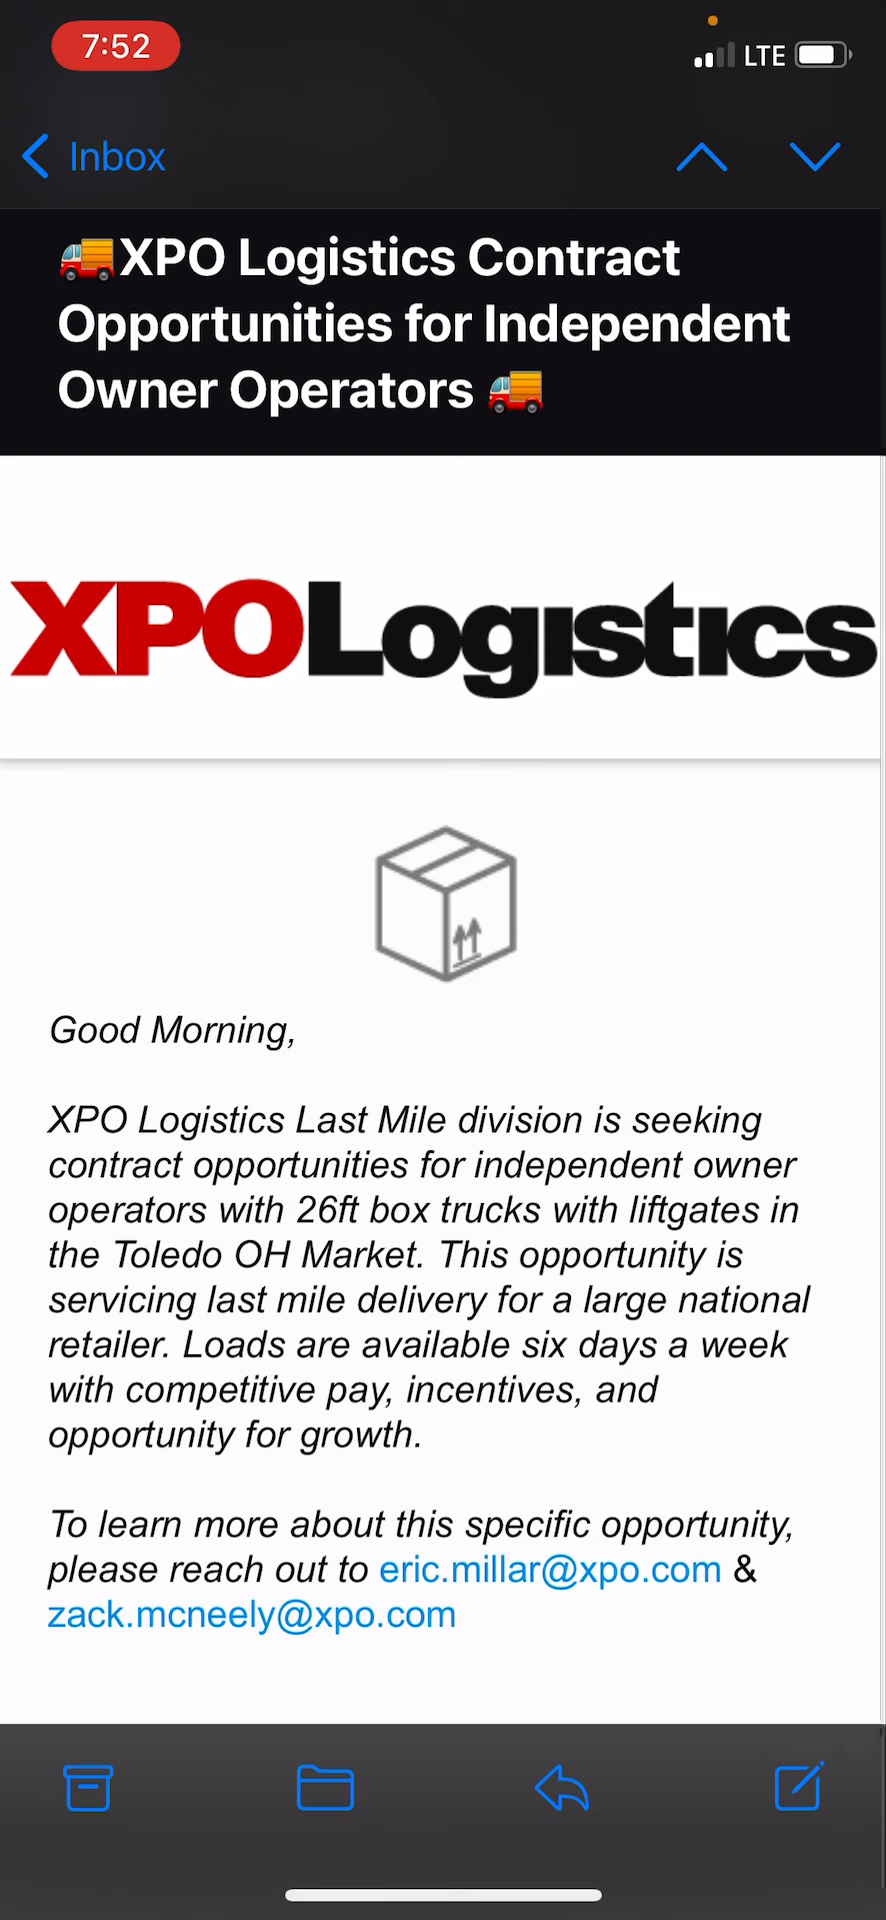 7:52
LTE
Inbox
🚚XPO Logistics Contract
Opportunities for Independent
Owner Operators 🚚
XPOLogistics
Good Morning,
XPO Logistics Last Mile division is seeking
contract opportunities for independent owner
operators with 26ft box trucks with liftgates in
the Toledo OH Market. This opportunity is
servicing last mile delivery for a large national
retailer. Loads are available six days a week
with competitive pay, incentives, and
opportunity for growth.
To learn more about this specific opportunity,
please reach out to eric.millar@xpo.com &
zack.mcneely@xpo.com